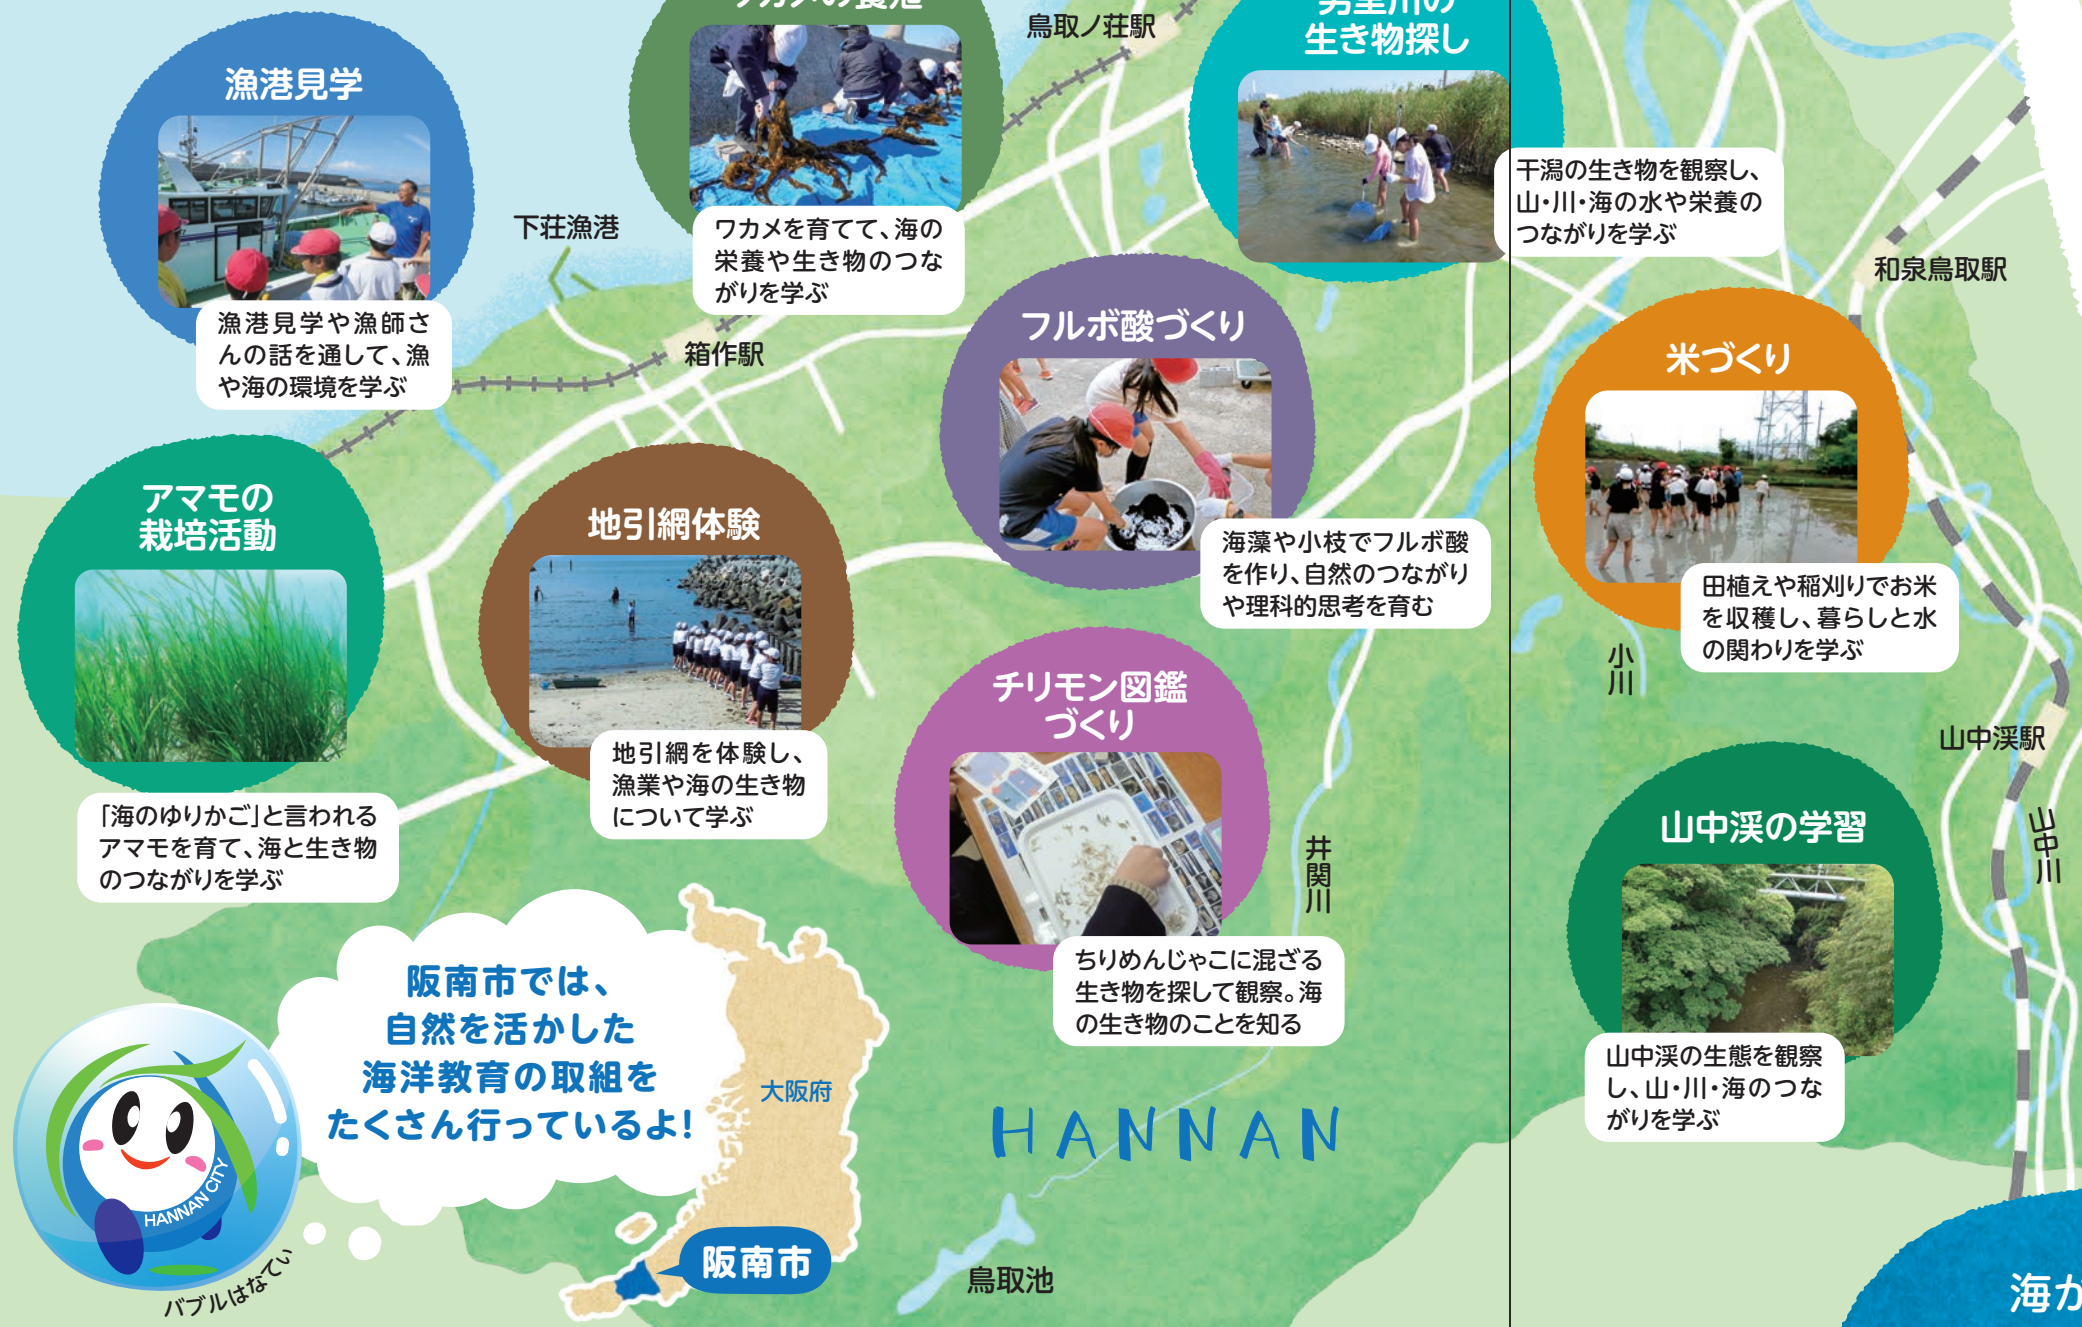 漁港見学
漁港見学や漁師さ
んの話を通して、漁
や海の環境を学ぶ
ワカメの養殖
ワカメを育てて、海の
栄養や生き物のつな
がりを学ぶ
鳥取ノ荘駅
男里川の
生き物探し
干潟の生き物を観察し、
山・川・海の水や栄養の
つながりを学ぶ
下荘漁港
箱作駅
和泉鳥取駅
フルボ酸づくり
海藻や小枝でフルボ酸
を作り、自然のつながり
や理科的思考を育む
米づくり
田植えや稲刈りでお米
を収穫し、暮らしと水
の関わりを学ぶ
アマモの
栽培活動
「海のゆりかご」と言われる
アマモを育て、海と生き物
のつながりを学ぶ
地引網体験
地引網を体験し、
漁業や海の生き物
について学ぶ
チリモン図鑑
づくり
ちりめんじゃこに混ざる
生き物を探して観察。海
の生き物のことを知る
小川
山中渓駅
井関川
山中川
山中渓の学習
山中渓の生態を観察
し、山・川・海のつな
がりを学ぶ
阪南市では、
自然を活かした
海洋教育の取組を
たくさん行っているよ!
HANNAN CITY
バブルはなてぃ
大阪府
阪南市
HANNAN
鳥取池
海か